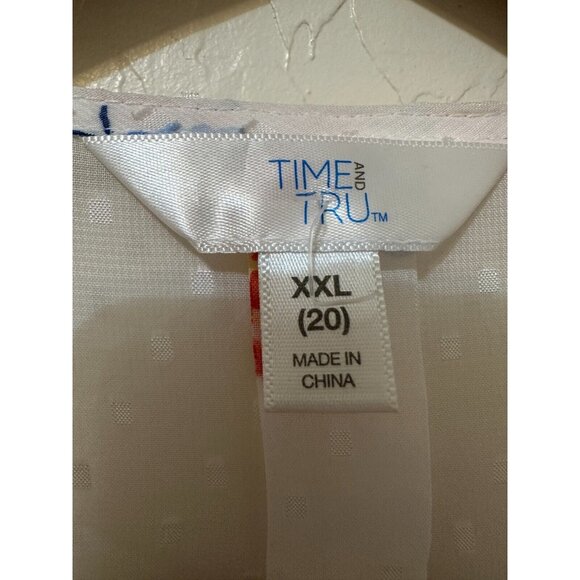 TIME AND
TRU™
XXL
(20)
MADE IN
CHINA